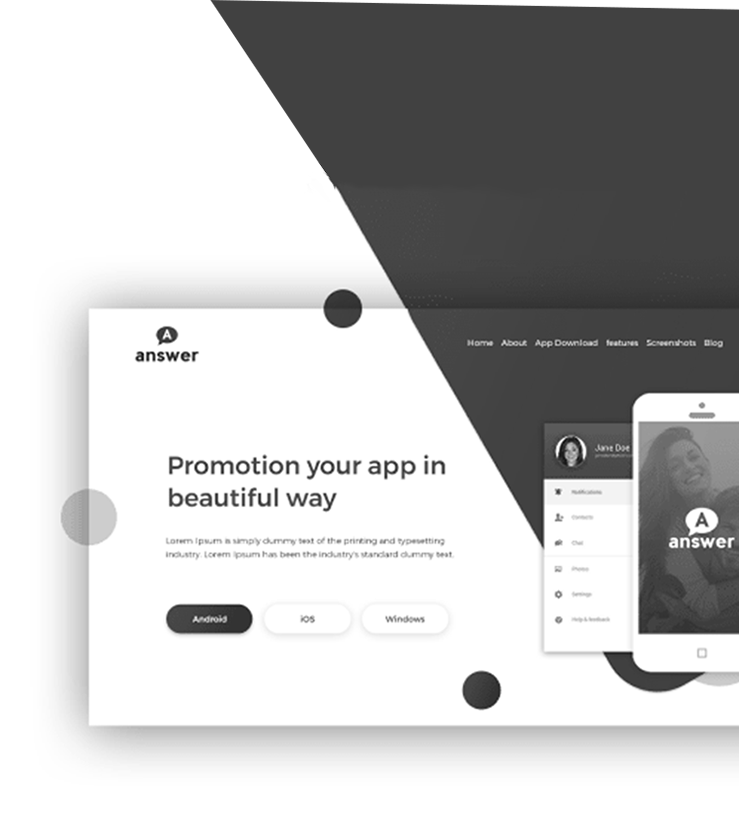 A
answer
Home About App Download features Screenshots Blog
Promotion your app in
beautiful way
Lorem Ipsum is simply dummy text of the printing and typesetting
industry. Lorem Ipsum has been the industry's standard dummy text.
Android iOS Windows
Jane Doe
Notifications
Contacts
Chat
Photos
Settings
Help & feedback
A
answer